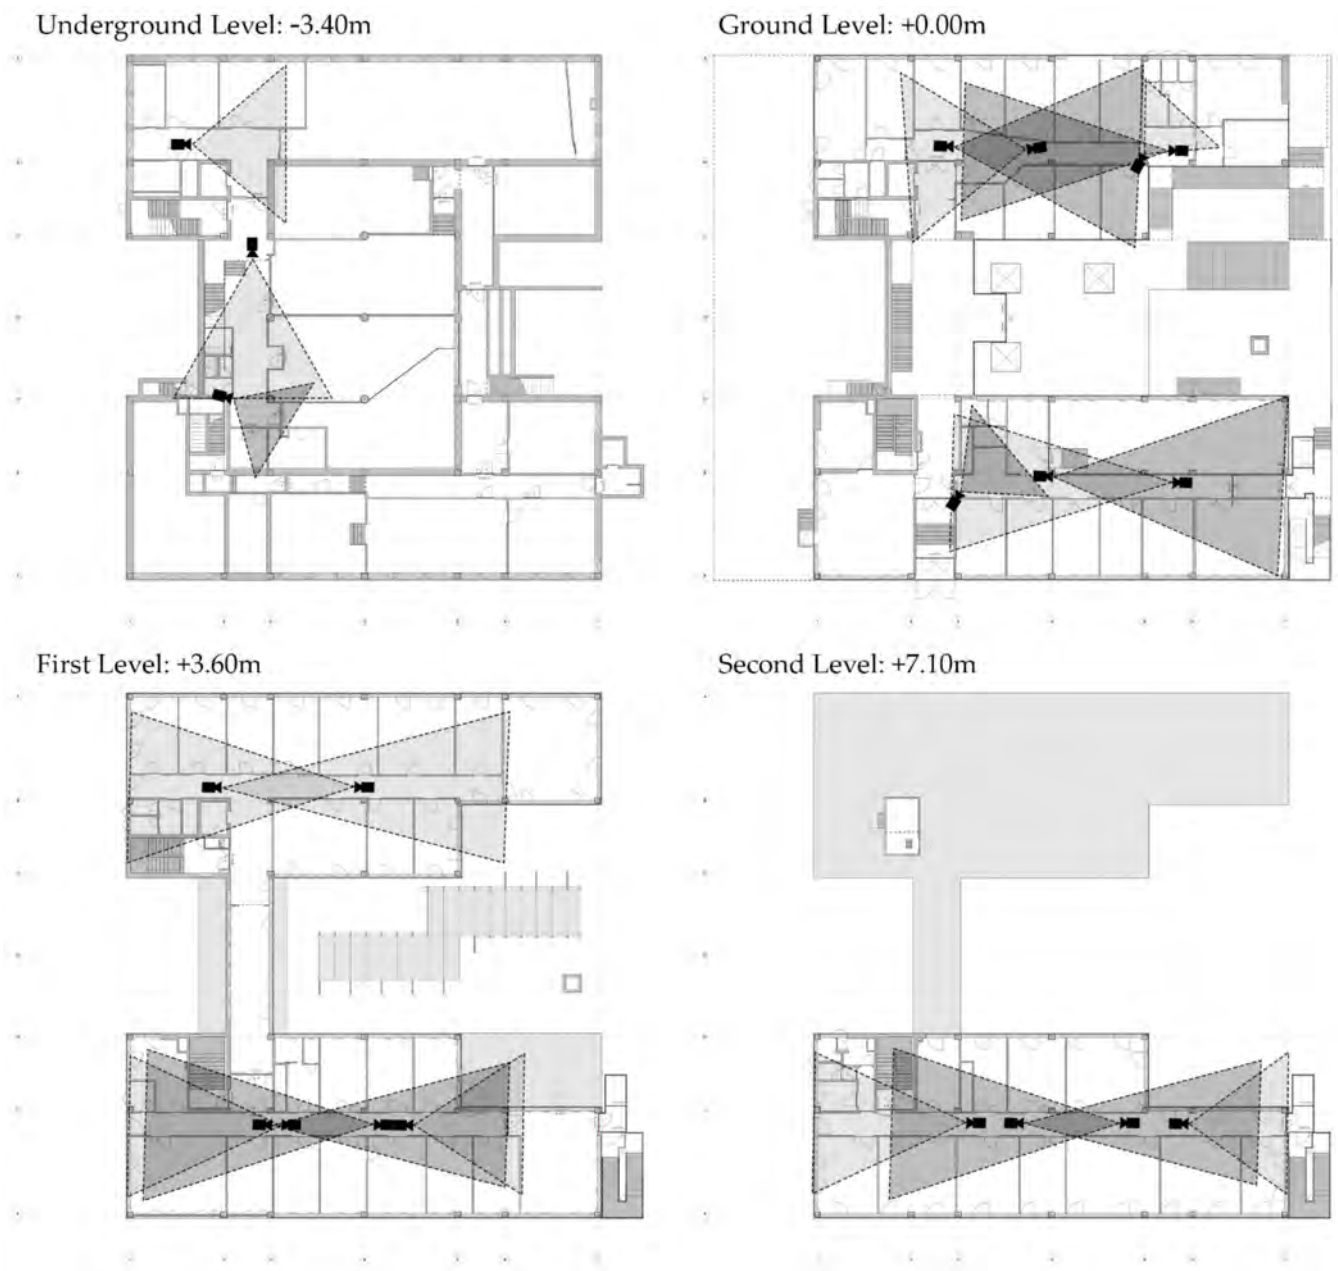 Underground Level: -3.40m
Ground Level: +0.00m
First Level: +3.60m
Second Level: +7.10m